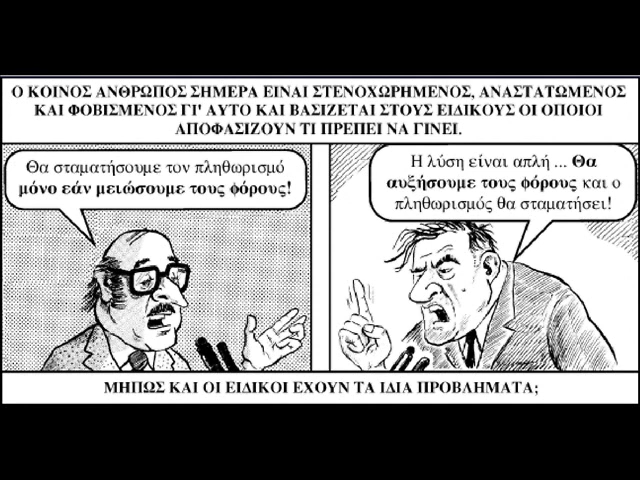 Ο ΚΟΙΝΟΣ ΑΝΘΡΩΠΟΣ ΣΗΜΕΡΑ ΕΙΝΑΙ ΣΤΕΝΟΧΩΡΗΜΕΝΟΣ, ΑΝΑΣΤΑΤΩΜΕΝΟΣ
ΚΑΙ ΦΟΒΙΣΜΕΝΟΣ ΓΙ' ΑΥΤΟ ΚΑΙ ΒΑΣΙΖΕΤΑΙ ΣΤΟΥΣ ΕΙΔΙΚΟΥΣ ΟΙ ΟΠΟΙΟΙ
ΑΠΟΦΑΣΙΖΟΥΝ ΤΙ ΠΡΕΠΕΙ ΝΑ ΓΙΝΕΙ.
Θα σταματήσουμε τον πληθωρισμό
μόνο εάν μειώσουμε τους φόρους!
Η λύση είναι απλή ... Θα
αυξήσουμε τους φόρους και ο
πληθωρισμός θα σταματήσει!
ΜΗΠΩΣ ΚΑΙ ΟΙ ΕΙΔΙΚΟΙ ΕΧΟΥΝ ΤΑ ΙΔΙΑ ΠΡΟΒΛΗΜΑΤΑ;